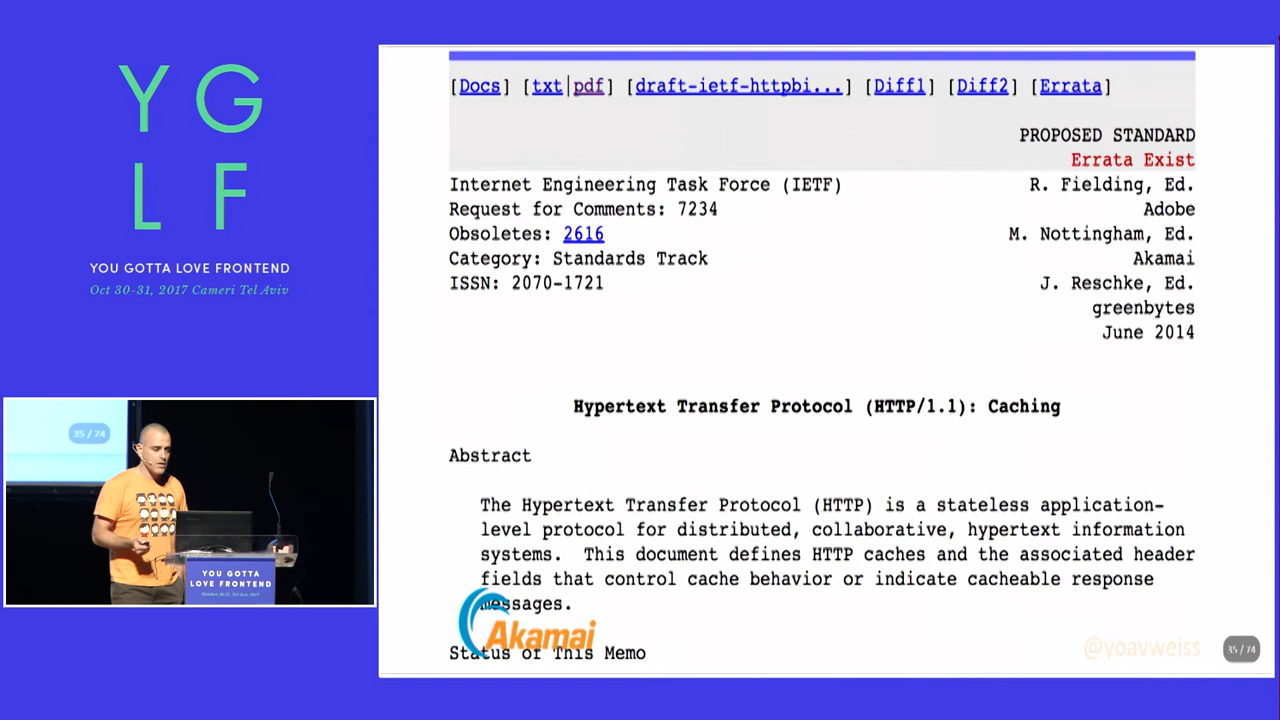 Y G
L F
YOU GOTTA LOVE FRONTEND
Oct 30-31, 2017 Cameri Tel Aviv
35 / 74
YOU GOTTA
LOVE FRONTEND
[Docs] [txt|pdf] [draft-ietf-httpbi...] [Diff1] [Diff2] [Errata]
PROPOSED STANDARD
Errata Exist
Internet Engineering Task Force (IETF) R. Fielding, Ed.
Request for Comments: 7234 Adobe
Obsoletes: 2616 M. Nottingham, Ed.
Category: Standards Track Akamai
ISSN: 2070-1721 J. Reschke, Ed.
greenbytes
June 2014
Hypertext Transfer Protocol (HTTP/1.1): Caching
Abstract
The Hypertext Transfer Protocol (HTTP) is a stateless application-
level protocol for distributed, collaborative, hypertext information
systems. This document defines HTTP caches and the associated header
fields that control cache behavior or indicate cacheable response
messages.
Akamai
Status of This Memo
@yoavweiss
35 / 74